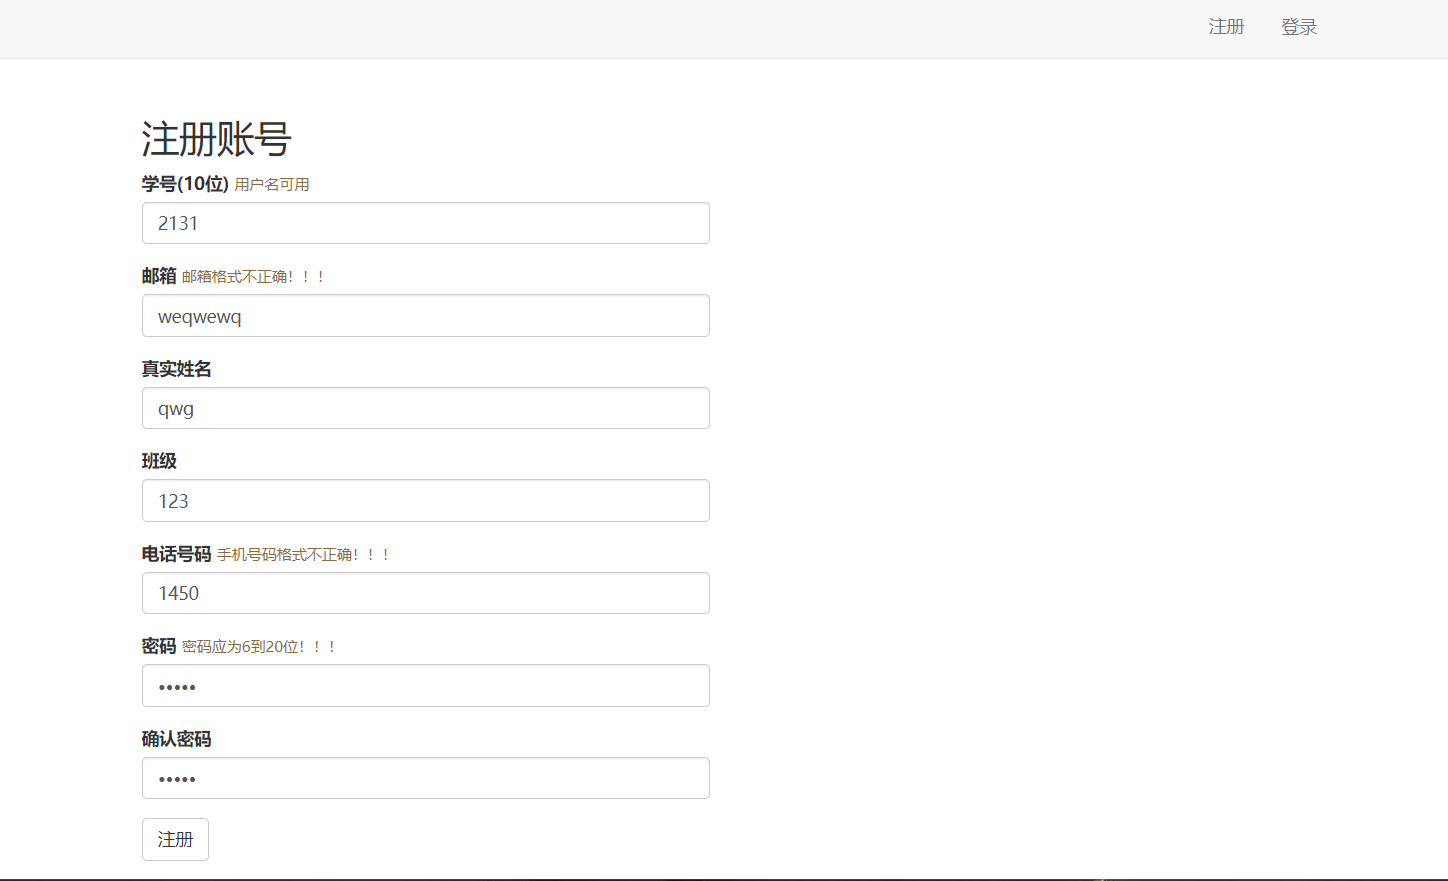 注册 登录
注册账号
学号(10位) 用户名可用
2131
邮箱 邮箱格式不正确！！！
weqwewq
真实姓名
qwg
班级
123
电话号码 手机号码格式不正确！！！
1450
密码 密码应为6到20位！！！
•••••
确认密码
•••••
注册